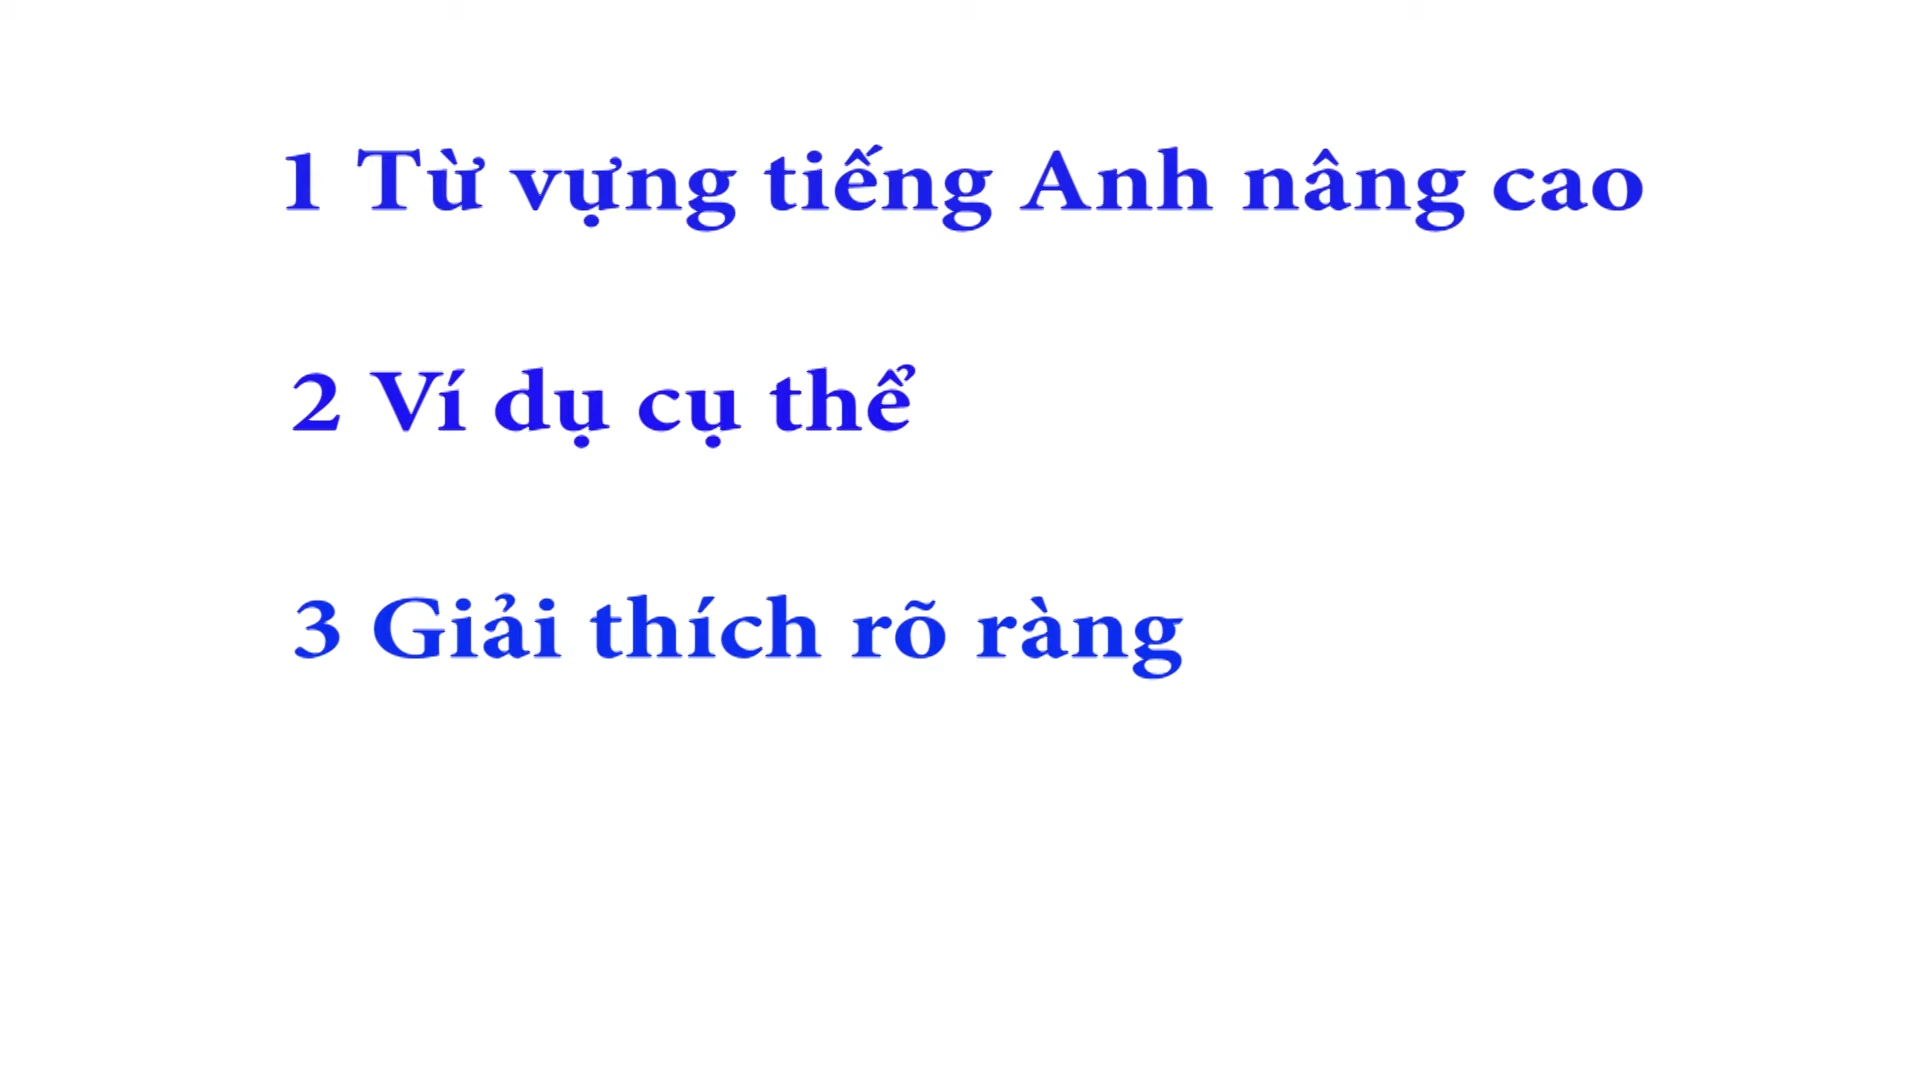 1 Từ vựng tiếng Anh nâng cao
2 Ví dụ cụ thể
3 Giải thích rõ ràng